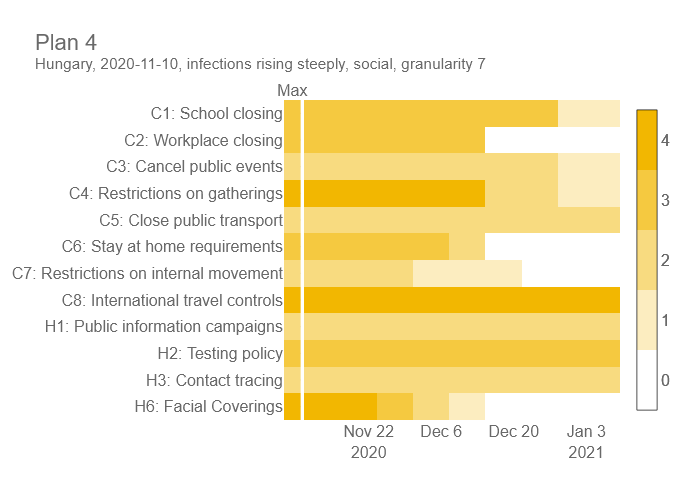 Plan 4
Hungary, 2020-11-10, infections rising steeply, social, granularity 7
Max
C1: School closing
C2: Workplace closing
C3: Cancel public events
C4: Restrictions on gatherings
C5: Close public transport
C6: Stay at home requirements
C7: Restrictions on internal movement
C8: International travel controls
H1: Public information campaigns
H2: Testing policy
H3: Contact tracing
H6: Facial Coverings
4
3
2
1
0
Nov 22 Dec 6 Dec 20 Jan 3
2020 2021